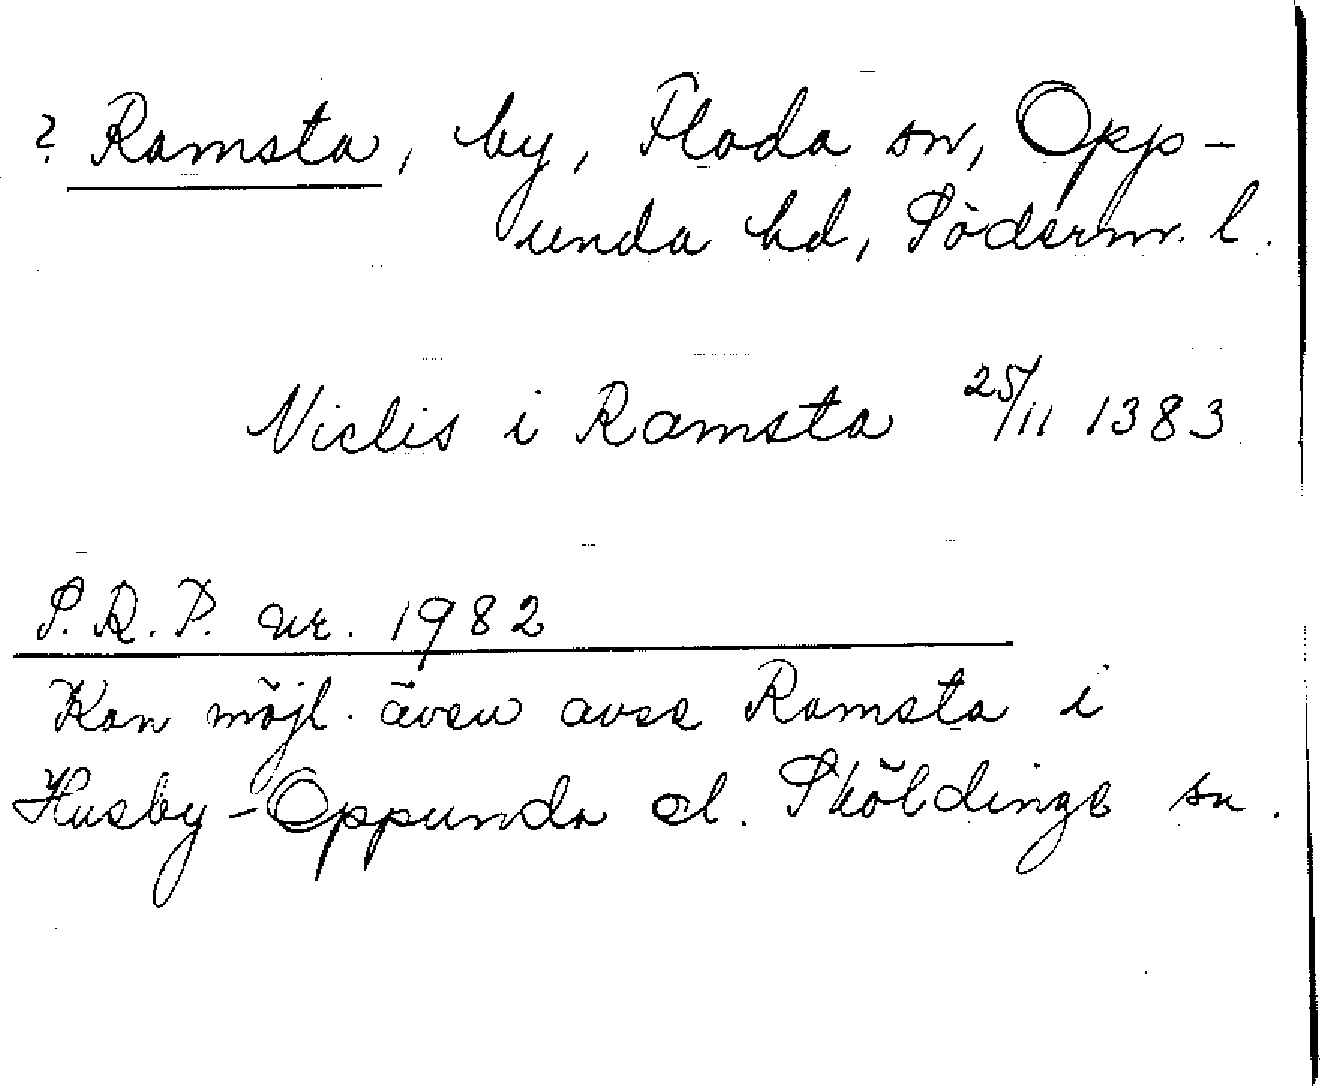 ? Ramsta, by, Floda sn, Opp-
unda hd, Söderm. l.
Niclis i Ramsta 25/11 1383
S.R.P. nr. 1982
Kan möjl. även avse Ramsta i
Husby-Oppunda el. Sköldinge sn.